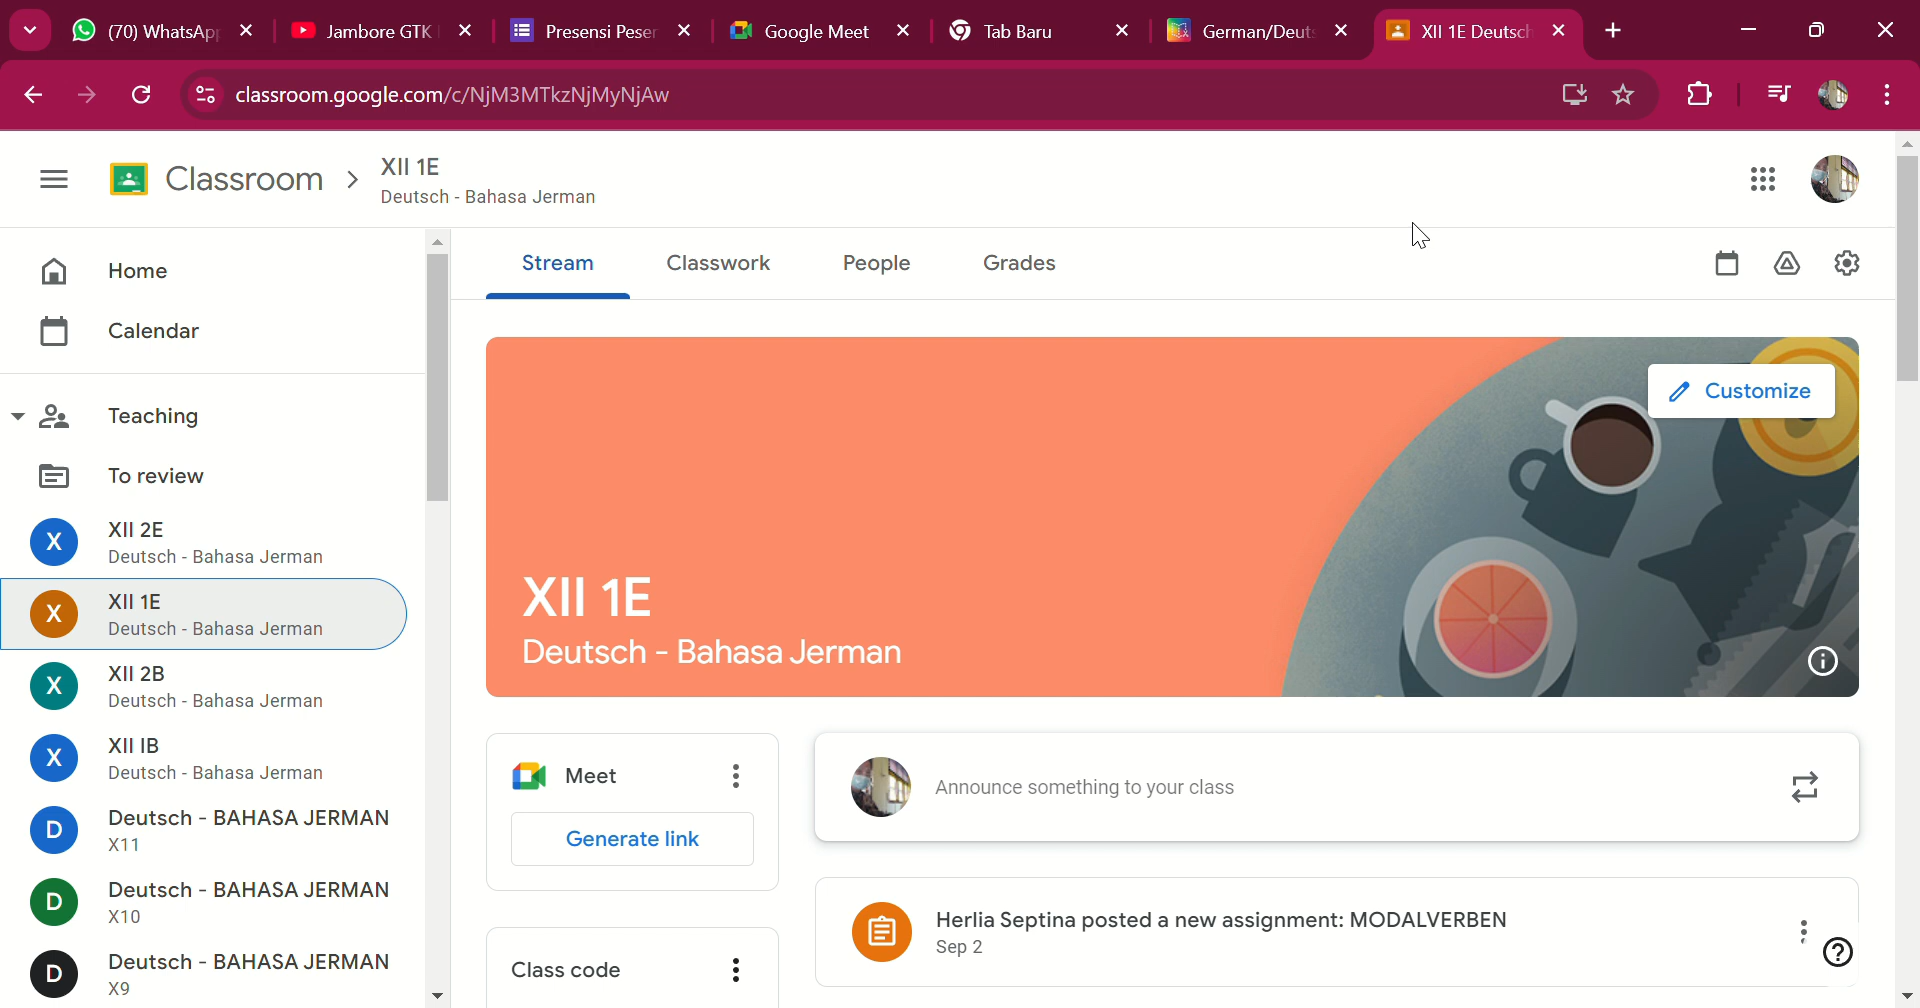 (70) WhatsAp
Jambore GTK
Presensi Peser
Google Meet
Tab Baru
German/Deuts
XII 1E Deutsch
classroom.google.com/c/NjM3MTkzNjMyNjAw
Classroom
XII 1E
Deutsch - Bahasa Jerman
Home
Calendar
Teaching
To review
X
XII 2E
Deutsch - Bahasa Jerman
X
XII 1E
Deutsch - Bahasa Jerman
X
XII 2B
Deutsch - Bahasa Jerman
X
XII IB
Deutsch - Bahasa Jerman
D
Deutsch - BAHASA JERMAN
X11
D
Deutsch - BAHASA JERMAN
X10
D
Deutsch - BAHASA JERMAN
X9
Stream
Classwork
People
Grades
Customize
XII 1E
Deutsch - Bahasa Jerman
Meet
Generate link
Class code
Announce something to your class
Herlia Septina posted a new assignment: MODALVERBEN
Sep 2